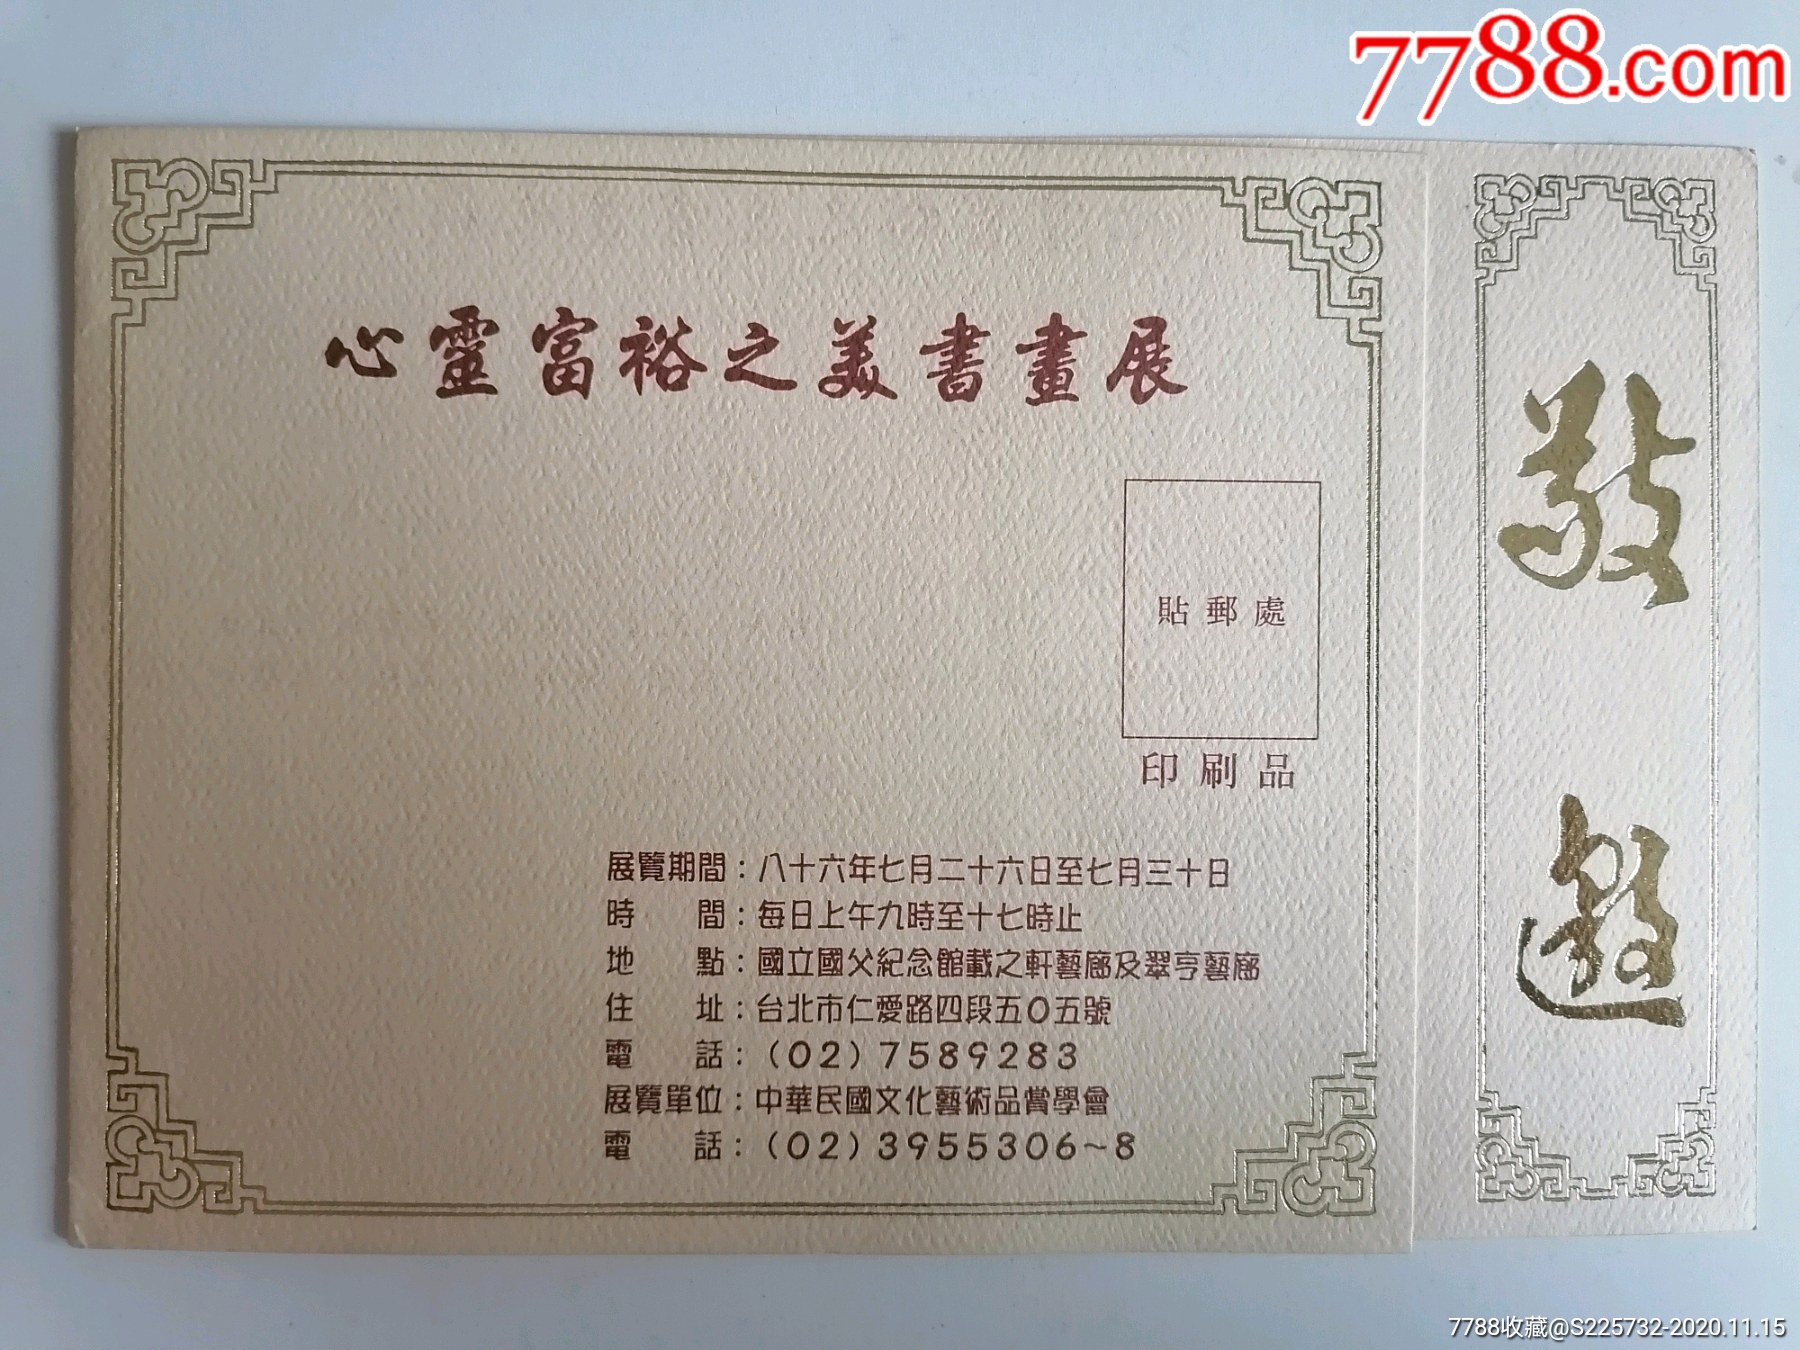 7788.com
心靈富裕之美書畫展
敬邀
貼郵處
印刷品
展覽期間：八十六年七月二十六日至七月三十日
時　　間：每日上午九時至十七時止
地　　點：國立國父紀念館載之軒藝廊及翠亨藝廊
住　　址：台北市仁愛路四段五０五號
電　　話：(02)7589283
展覽單位：中華民國文化藝術品賞學會
電　　話：(02)3955306~8
7788收藏@S225732-2020.11.15